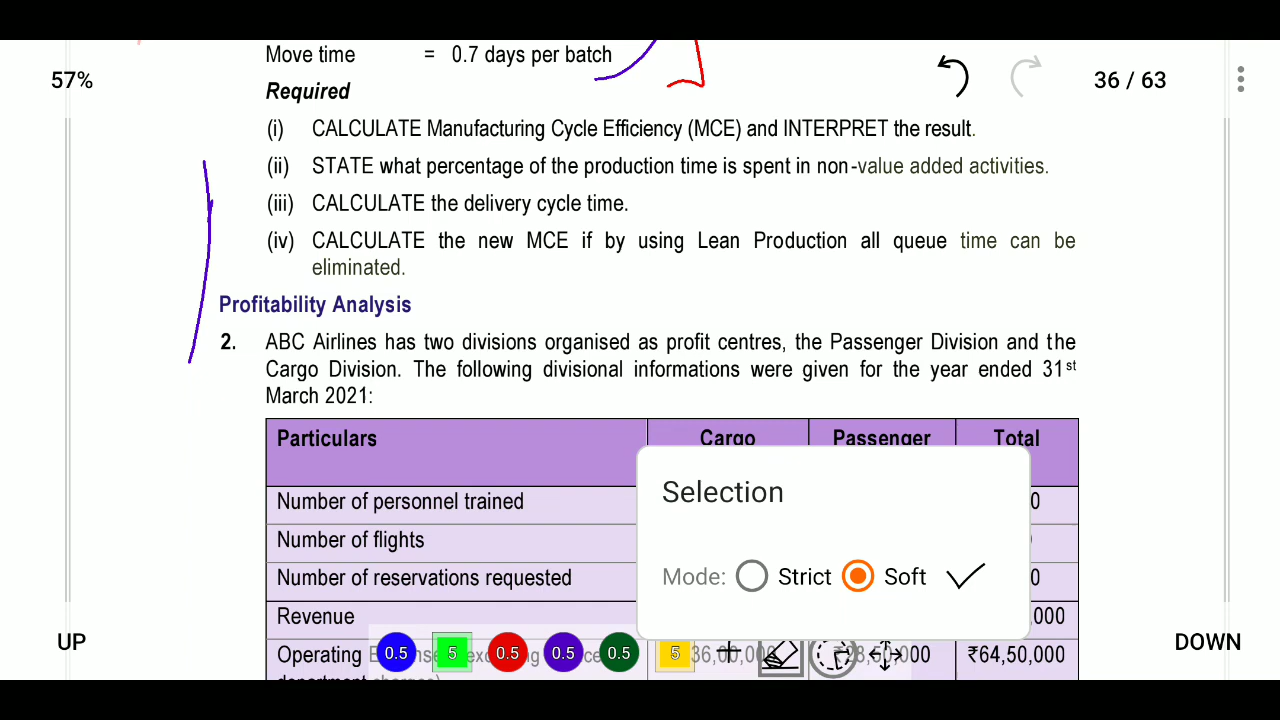 Move time = 0.7 days per batch
57%
36 / 63
Required
(i) CALCULATE Manufacturing Cycle Efficiency (MCE) and INTERPRET the result.
(ii) STATE what percentage of the production time is spent in non-value added activities.
(iii) CALCULATE the delivery cycle time.
(iv) CALCULATE the new MCE if by using Lean Production all queue time can be
eliminated.
Profitability Analysis
2. ABC Airlines has two divisions organised as profit centres, the Passenger Division and the
Cargo Division. The following divisional informations were given for the year ended 31st
March 2021:
Particulars Cargo Passenger Total
Selection
Number of personnel trained 0
Number of flights
Number of reservations requested 0
Mode: Strict Soft
Revenue ,000
UP
DOWN
Operating
0.5 5 0.5 0.5 0.5 5
₹64,50,000